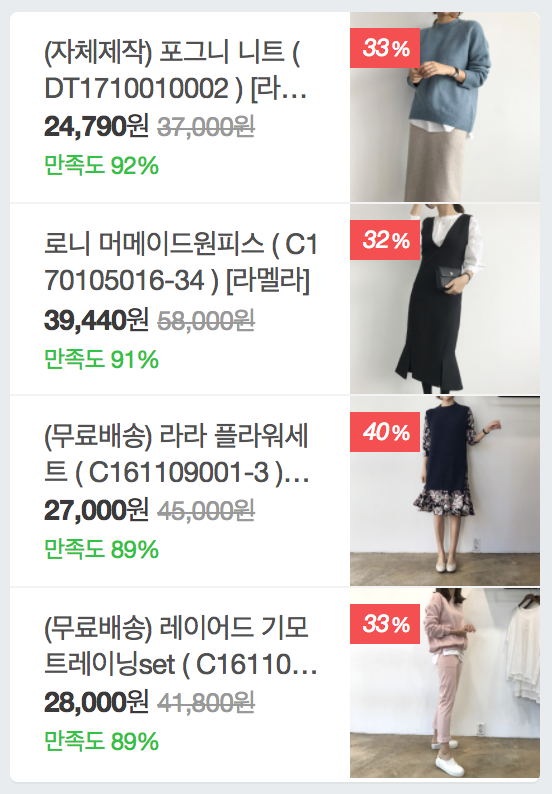 (자체제작) 포그니 니트 (
DT1710010002 ) [라...
24,790원 37,000원
만족도 92%
33%
로니 머메이드원피스 ( C1
70105016-34 ) [라멜라]
39,440원 58,000원
만족도 91%
32%
(무료배송) 라라 플라워세
트 ( C161109001-3 )...
27,000원 45,000원
만족도 89%
40%
(무료배송) 레이어드 기모
트레이닝set ( C16110...
28,000원 41,800원
만족도 89%
33%